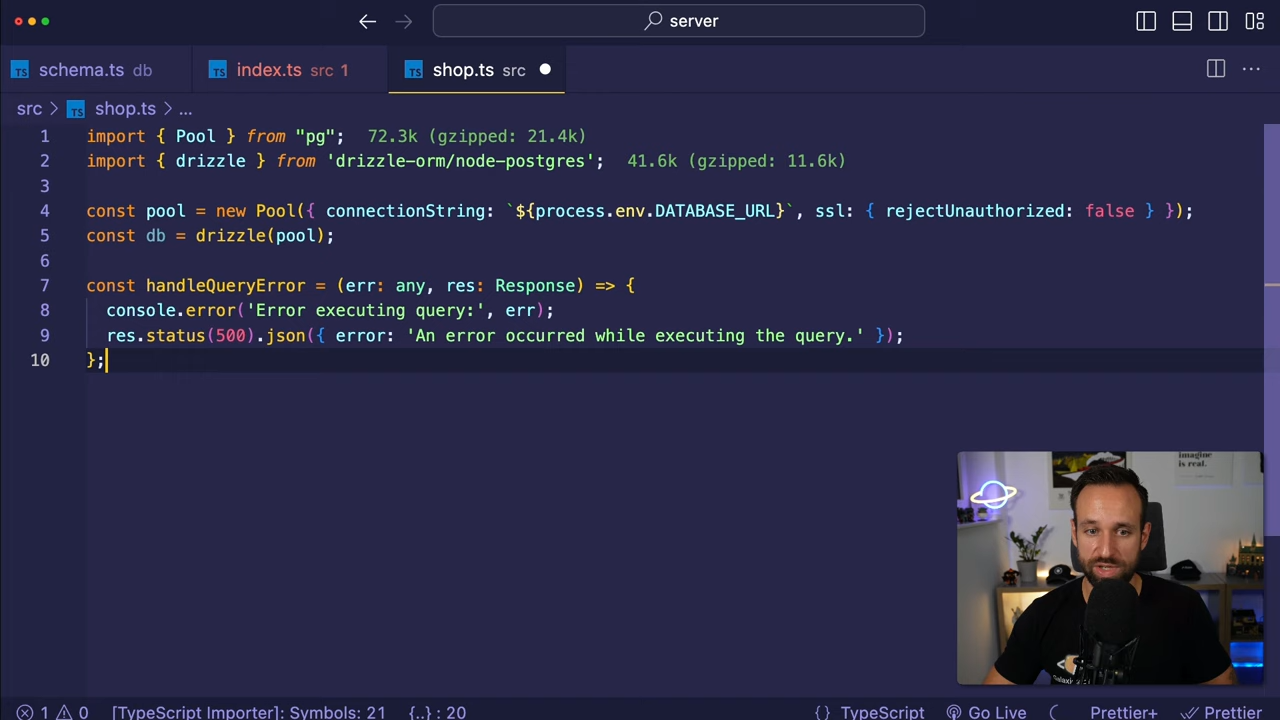 server
schema.ts db
index.ts src 1
shop.ts src
src > shop.ts > ...
1 import { Pool } from "pg"; 72.3k (gzipped: 21.4k)
2 import { drizzle } from 'drizzle-orm/node-postgres'; 41.6k (gzipped: 11.6k)
3
4 const pool = new Pool({ connectionString: `${process.env.DATABASE_URL}`, ssl: { rejectUnauthorized: false } });
5 const db = drizzle(pool);
6
7 const handleQueryError = (err: any, res: Response) => {
8 console.error('Error executing query:', err);
9 res.status(500).json({ error: 'An error occurred while executing the query.' });
10 };
imagine
is real.
1 0 [TypeScript Importer]: Symbols: 21 {..} : 20 {} TypeScript Go Live Prettier+ Prettier